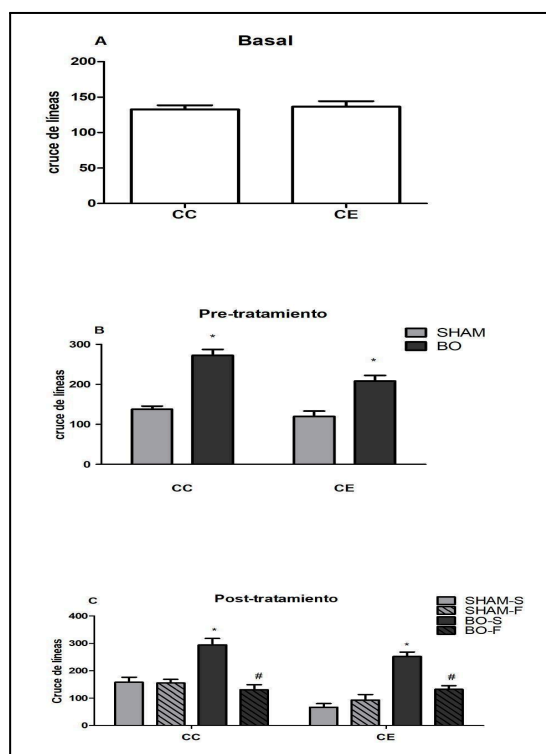 A Basal
200
150
100
50
0
cruce de líneas
CC CE
Pre-tratamiento
B
SHAM
BO
300
200
100
0
cruce de líneas
* *
CC CE
C Post-tratamiento
SHAM-S
SHAM-F
BO-S
BO-F
400
300
200
100
0
Cruce de líneas
* # * #
CC CE